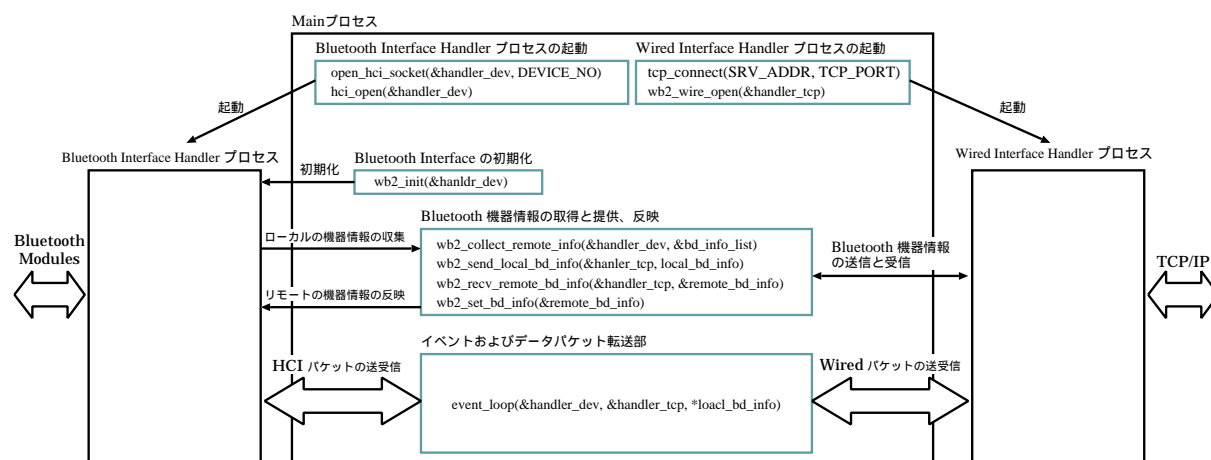 Mainプロセス
Bluetooth Interface Handler プロセスの起動
open_hci_socket(&handler_dev, DEVICE_NO)
hci_open(&handler_dev)
Wired Interface Handler プロセスの起動
tcp_connect(SRV_ADDR, TCP_PORT)
wb2_wire_open(&handler_tcp)
起動
起動
Bluetooth Interface Handler プロセス
Wired Interface Handler プロセス
初期化
Bluetooth Interface の初期化
wb2_init(&hanldr_dev)
Bluetooth 機器情報の取得と提供、反映
ローカルの機器情報の収集
wb2_collect_remote_info(&handler_dev, &bd_info_list)
wb2_send_local_bd_info(&hanler_tcp, local_bd_info)
wb2_recv_remote_bd_info(&handler_tcp, &remote_bd_info)
wb2_set_bd_info(&remote_bd_info)
リモートの機器情報の反映
Bluetooth 機器情報
の送信と受信
Bluetooth
Modules
TCP/IP
イベントおよびデータパケット転送部
HCI パケットの送受信
event_loop(&handler_dev, &handler_tcp, *loacl_bd_info)
Wired パケットの送受信